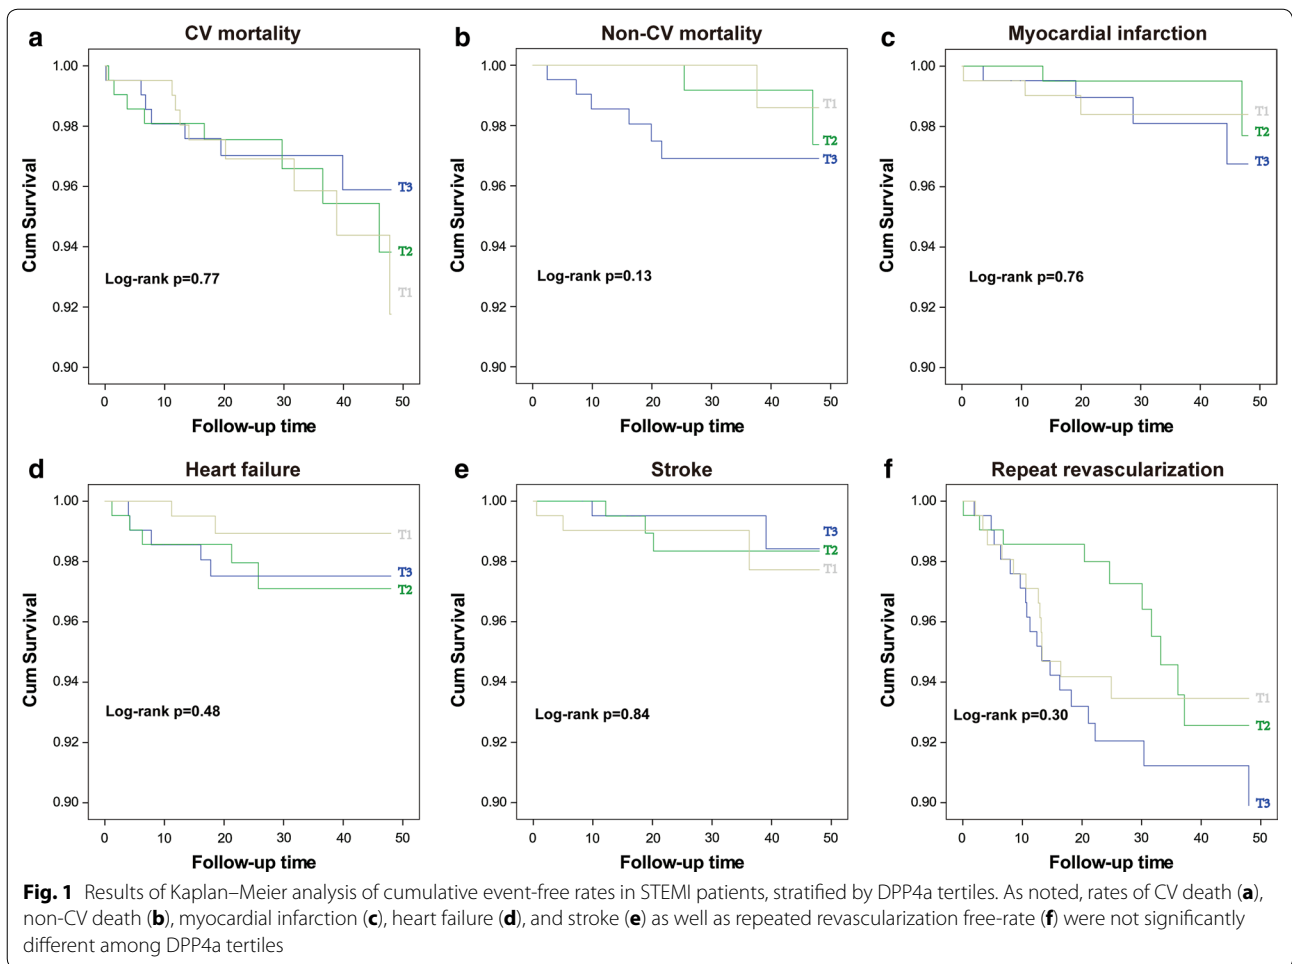 a CV mortality
1.00
0.98
0.96
0.94
0.92
0.90
Cum Survival
T3
T2
T1
Log-rank p=0.77
0 10 20 30 40 50
Follow-up time
b Non-CV mortality
1.00
0.98
0.96
0.94
0.92
0.90
Cum Survival
T1
T2
T3
Log-rank p=0.13
0 10 20 30 40 50
Follow-up time
c Myocardial infarction
1.00
0.98
0.96
0.94
0.92
0.90
Cum Survival
T1
T2
T3
Log-rank p=0.76
0 10 20 30 40 50
Follow-up time
d Heart failure
1.00
0.98
0.96
0.94
0.92
0.90
Cum Survival
T1
T3
T2
Log-rank p=0.48
0 10 20 30 40 50
Follow-up time
e Stroke
1.00
0.98
0.96
0.94
0.92
0.90
Cum Survival
T3
T2
T1
Log-rank p=0.84
0 10 20 30 40 50
Follow-up time
f Repeat revascularization
1.00
0.98
0.96
0.94
0.92
0.90
Cum Survival
T1
T2
T3
Log-rank p=0.30
0 10 20 30 40 50
Follow-up time
Fig. 1 Results of Kaplan–Meier analysis of cumulative event-free rates in STEMI patients, stratified by DPP4a tertiles. As noted, rates of CV death (a),
non-CV death (b), myocardial infarction (c), heart failure (d), and stroke (e) as well as repeated revascularization free-rate (f) were not significantly
different among DPP4a tertiles